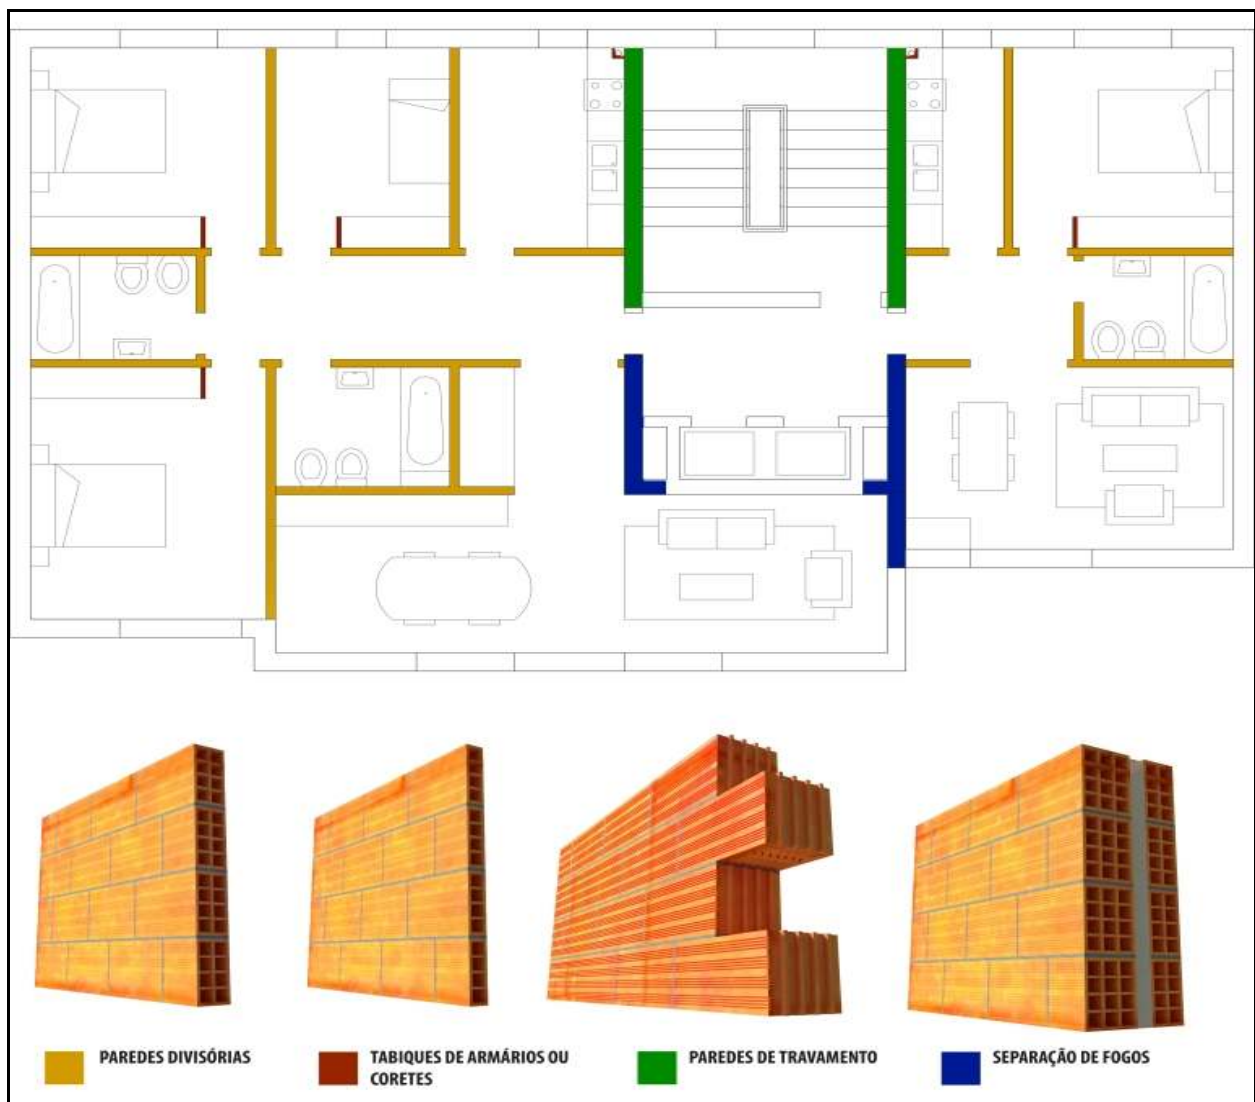 PAREDES DIVISÓRIAS
TABIQUES DE ARMÁRIOS OU
CORETES
PAREDES DE TRAVAMENTO
SEPARAÇÃO DE FOGOS